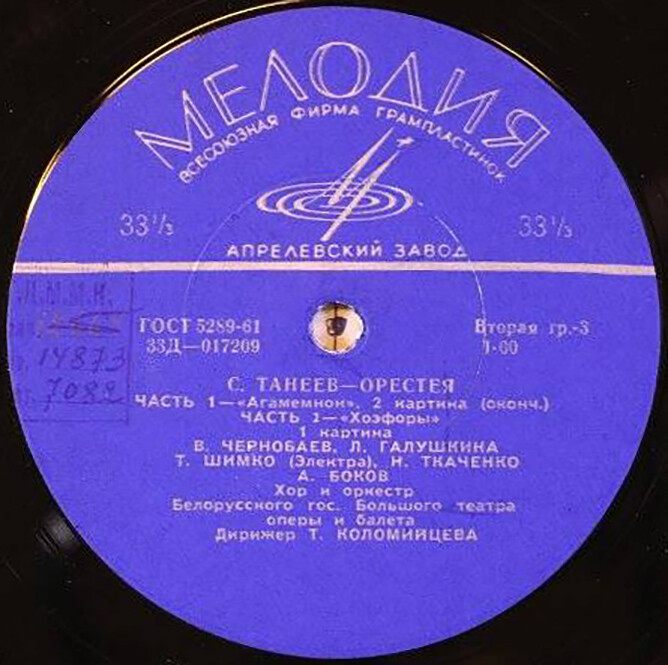 МЕЛОДИЯ
ВСЕСОЮЗНАЯ ФИРМА ГРАМПЛАСТИНОК
33⅓ 33⅓
АПРЕЛЕВСКИЙ ЗАВОД
ГОСТ 5289-61 Вторая гр.-3
33Д—017209 1-00
14873
7082
С. ТАНЕЕВ—ОРЕСТЕЯ
ЧАСТЬ 1—«Агамемнон», 2 картина (оконч.)
ЧАСТЬ 2—«Хоэфоры»
1 картина
В. ЧЕРНОБАЕВ, Л. ГАЛУШКИНА
Т. ШИМКО (Электра), Н. ТКАЧЕНКО
А. БОКОВ
Хор и оркестр
Белорусского гос. Большого театра
оперы и балета
Дирижер Т. КОЛОМИЙЦЕВА